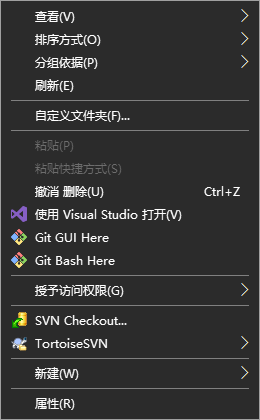 查看(V)
排序方式(O)
分组依据(P)
刷新(E)
自定义文件夹(F)...
粘贴(P)
粘贴快捷方式(S)
撤消 删除(U) Ctrl+Z
使用 Visual Studio 打开(V)
Git GUI Here
Git Bash Here
授予访问权限(G)
SVN Checkout...
TortoiseSVN
新建(W)
属性(R)